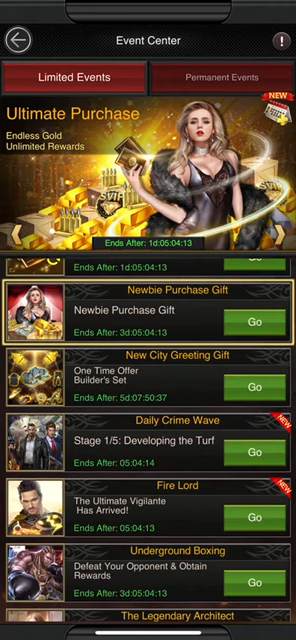 Event Center
!
Limited Events
Permanent Events
NEW
Ultimate Purchase
Endless Gold
Unlimited Rewards
SVIP
Ends After: 1d:05:04:13
Ends After: 1d:05:04:13
Go
Newbie Purchase Gift
Newbie Purchase Gift
Ends After: 3d:05:04:13
Go
New City Greeting Gift
One Time Offer
Builder's Set
Ends After: 5d:07:50:37
Go
Daily Crime Wave
NEW
Stage 1/5: Developing the Turf
Ends After: 05:04:14
Go
Fire Lord
NEW
The Ultimate Vigilante
Has Arrived!
Ends After: 05:04:13
Go
Underground Boxing
Defeat Your Opponent & Obtain
Rewards
Ends After: 3d:05:04:13
Go
The Legendary Architect